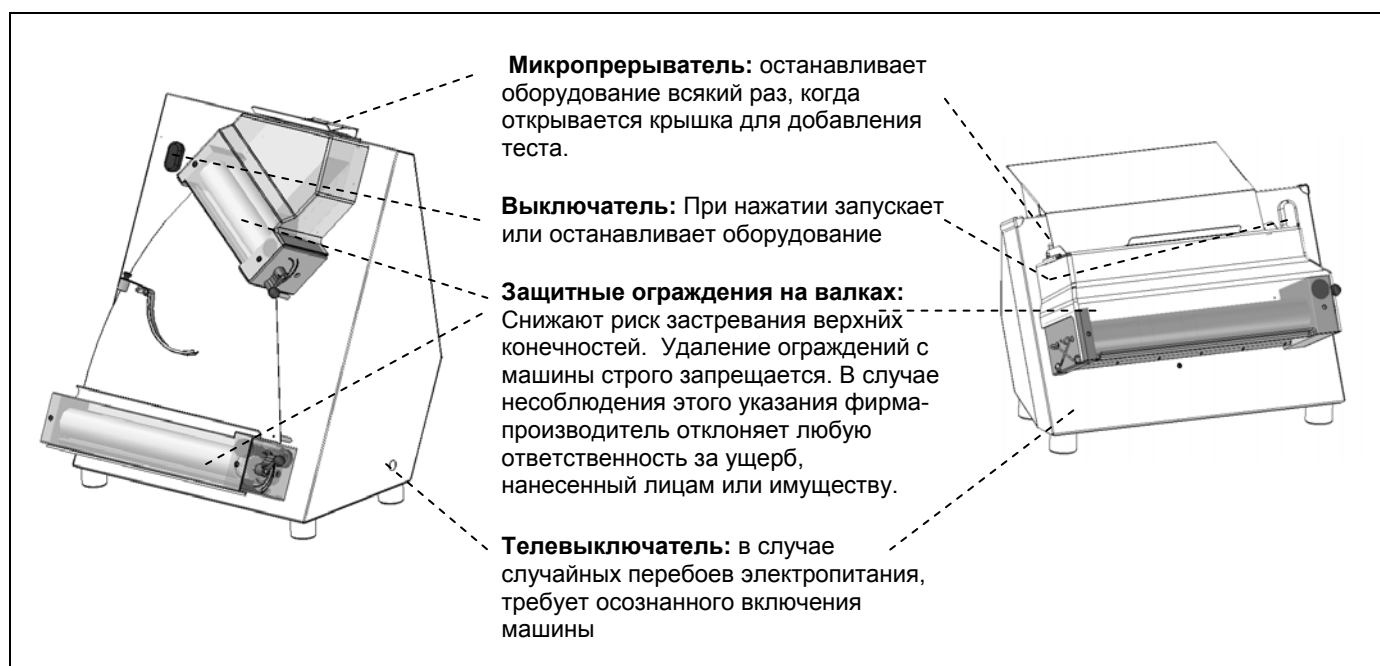 Микропрерыватель: останавливает
оборудование всякий раз, когда
открывается крышка для добавления
теста.
Выключатель: При нажатии запускает
или останавливает оборудование
Защитные ограждения на валках:
Снижают риск застревания верхних
конечностей.  Удаление ограждений с
машины строго запрещается. В случае
несоблюдения этого указания фирма-
производитель отклоняет любую
ответственность за ущерб,
нанесенный лицам или имуществу.
Телевыключатель: в случае
случайных перебоев электропитания,
требует осознанного включения
машины